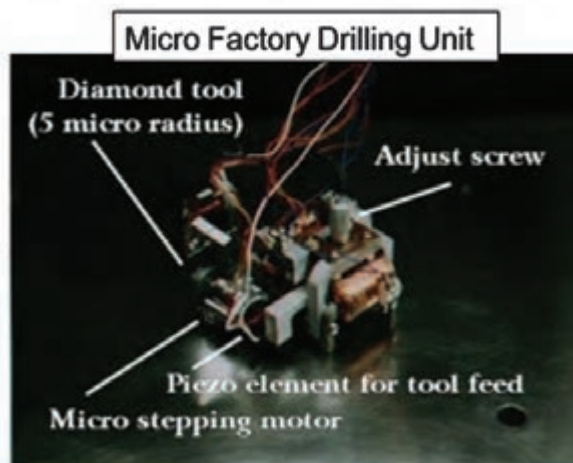 Micro Factory Drilling Unit
Diamond tool
(5 micro radius)
Adjust screw
Piezo element for tool feed
Micro stepping motor